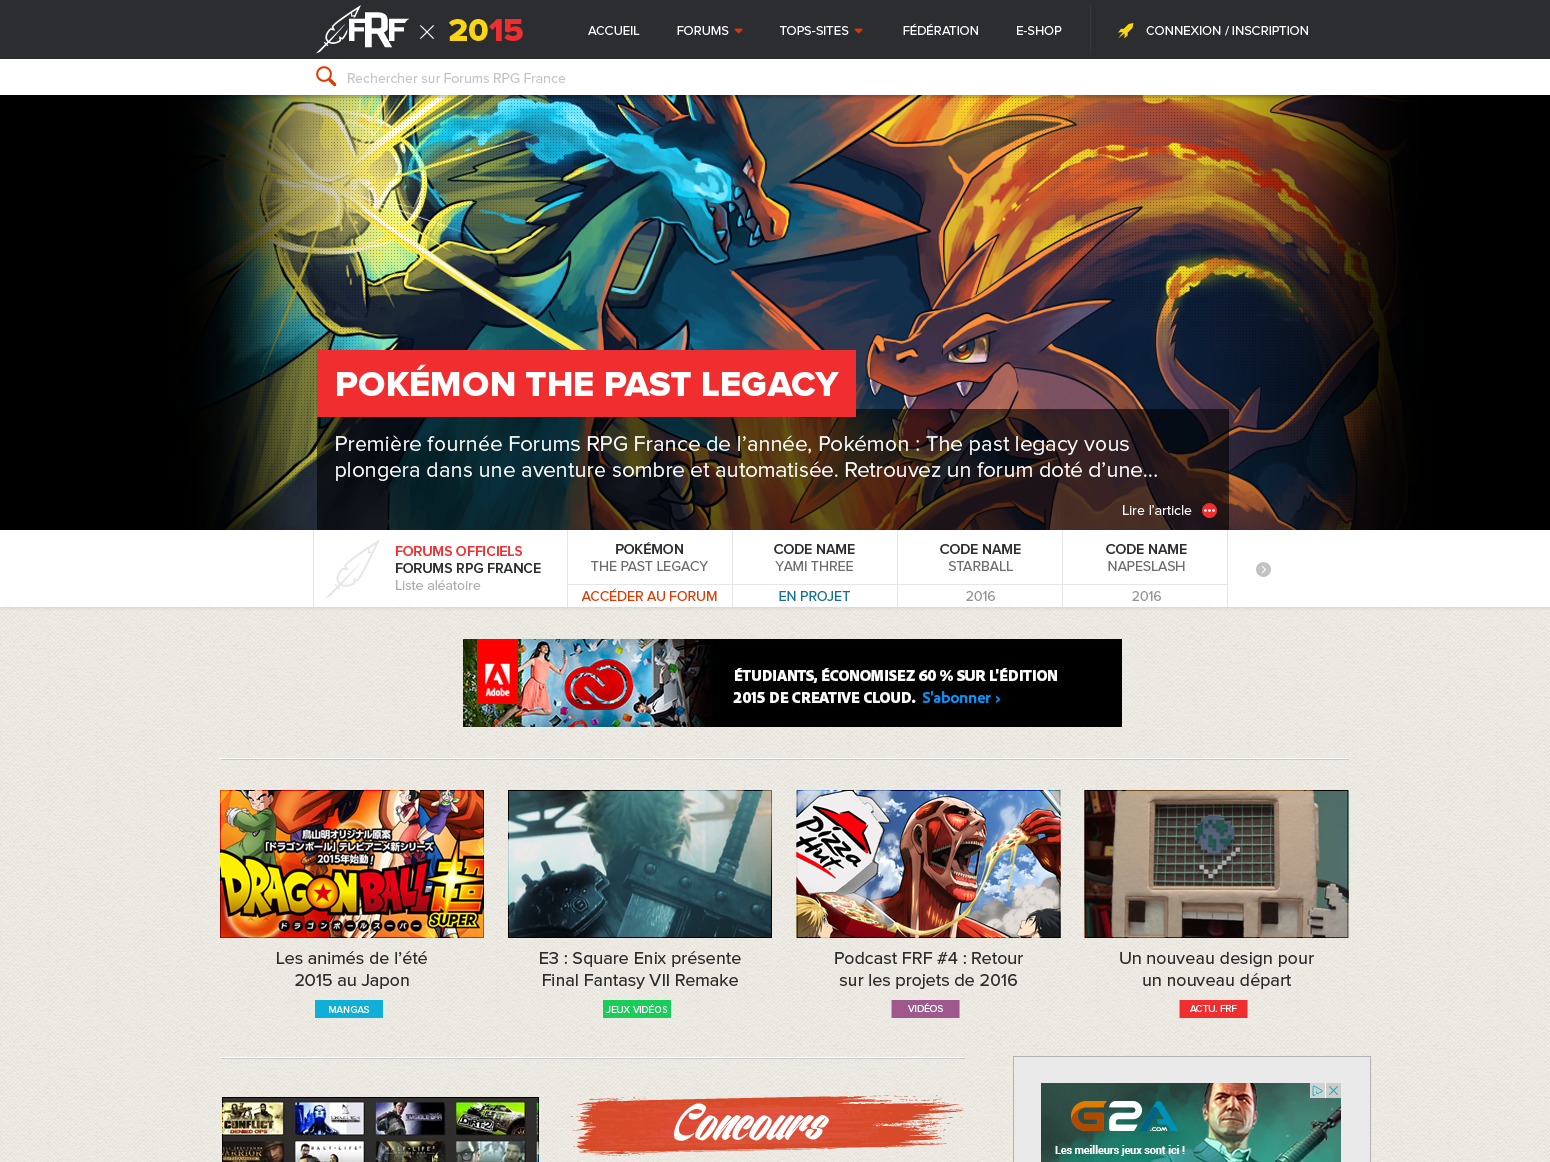 FRF × 2015
ACCUEIL
FORUMS
TOPS-SITES
FÉDÉRATION
E-SHOP
CONNEXION / INSCRIPTION
Rechercher sur Forums RPG France
POKÉMON THE PAST LEGACY
Première fournée Forums RPG France de l’année, Pokémon : The past legacy vous
plongera dans une aventure sombre et automatisée. Retrouvez un forum doté d’une...
Lire l’article
FORUMS OFFICIELS
FORUMS RPG FRANCE
Liste aléatoire
POKÉMON
THE PAST LEGACY
ACCÉDER AU FORUM
CODE NAME
YAMI THREE
EN PROJET
CODE NAME
STARBALL
2016
CODE NAME
NAPESLASH
2016
Adobe
ÉTUDIANTS, ÉCONOMISEZ 60 % SUR L'ÉDITION
2015 DE CREATIVE CLOUD. S'abonner ›
鳥山明オリジナル原案
「ドラゴンボール」テレビアニメ新シリーズ
2015年始動！
DRAGON BALL超
SUPER
ドラゴンボールスーパー
Les animés de l’été
2015 au Japon
MANGAS
E3 : Square Enix présente
Final Fantasy VII Remake
JEUX VIDÉOS
Pizza
Hut
Podcast FRF #4 : Retour
sur les projets de 2016
VIDÉOS
Un nouveau design pour
un nouveau départ
ACTU. FRF
CONFLICT
DENIED OPS
DIRT2
HALF-LIFE²
WARRIOR
Concours
G2A
.COM
Les meilleurs jeux sont ici !